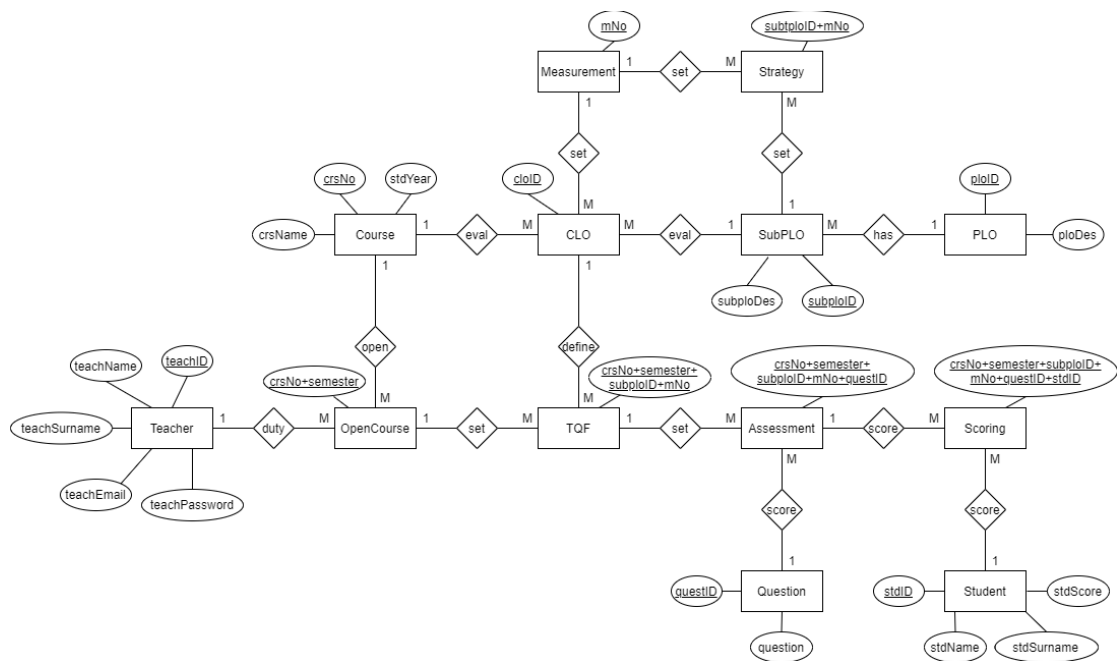 mNo
subtploID+mNo
Measurement
1
set
M
Strategy
1
M
set
set
crsNo
stdYear
cloID
ploID
M
1
crsName
Course
1
eval
M
CLO
M
eval
1
SubPLO
M
has
1
PLO
ploDes
1
1
subploDes
subploID
open
define
teachName
teachID
crsNo+semester
crsNo+semester+
subploID+mNo
crsNo+semester+
subploID+mNo+questID
crsNo+semester+subploID+
mNo+questID+stdID
M
M
teachSurname
Teacher
1
duty
M
OpenCourse
1
set
M
TQF
1
set
M
Assessment
1
score
M
Scoring
M
M
teachEmail
teachPassword
score
score
1
1
questID
Question
stdID
Student
stdScore
question
stdName
stdSurname